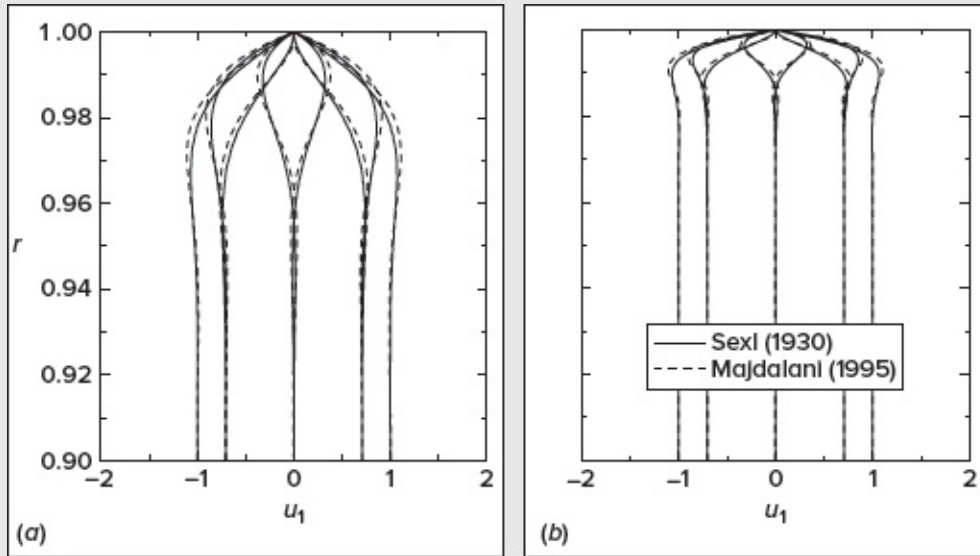 1.00
0.98
0.96
r
0.94
0.92
0.90
−2 −1 0 1 2
u1
(a)
Sexl (1930)
Majdalani (1995)
−2 −1 0 1 2
u1
(b)